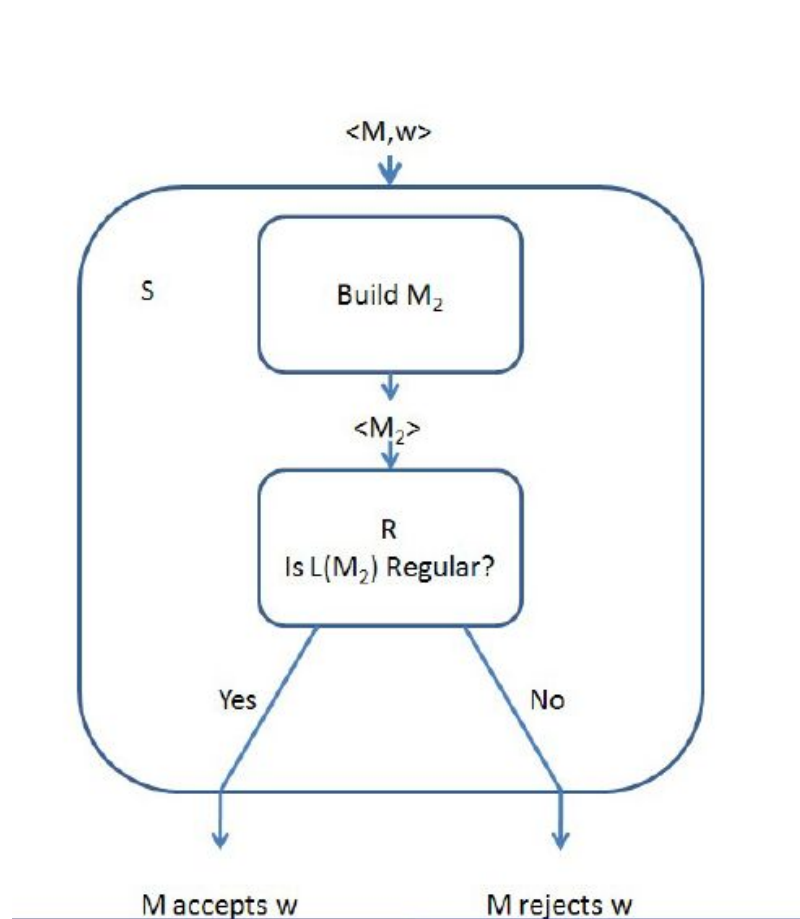 <M,w>
S
Build M₂
<M₂>
R
Is L(M₂) Regular?
Yes
No
M accepts w
M rejects w